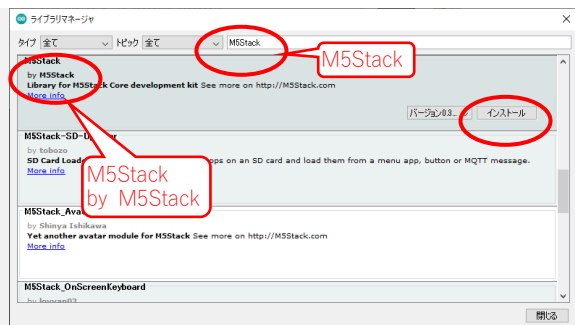 ライブラリマネージャ
タイプ 全て トピック 全て M5Stack
M5Stack
M5Stack
by M5Stack
Library for M5Stack Core development kit See more on http://M5Stack.com
More info
バージョン0.3. インストール
M5Stack-SD-Updater
by tobozo
SD Card Loader pps on an SD card and load them from a menu app, button or MQTT message.
More info
M5Stack
by M5Stack
M5Stack_Avatar
by Shinya Ishikawa
Yet another avatar module for M5Stack See more on http://M5Stack.com
More info
M5Stack_OnScreenKeyboard
閉じる